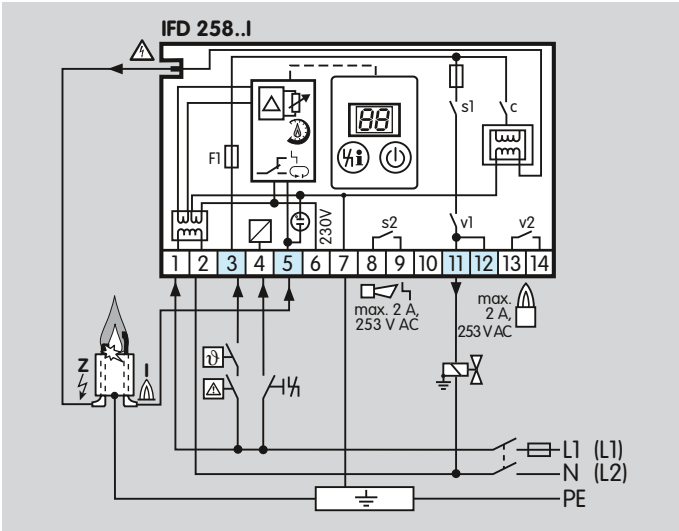 IFD 258..I
88
s1
c
F1
i
230V
s2
v1
v2
1 2 3 4 5 6 7 8 9 10 11 12 13 14
max. 2 A,
253 V AC
max.
2 A,
253 V AC
ϑ
Z
I
L1 (L1)
N (L2)
PE